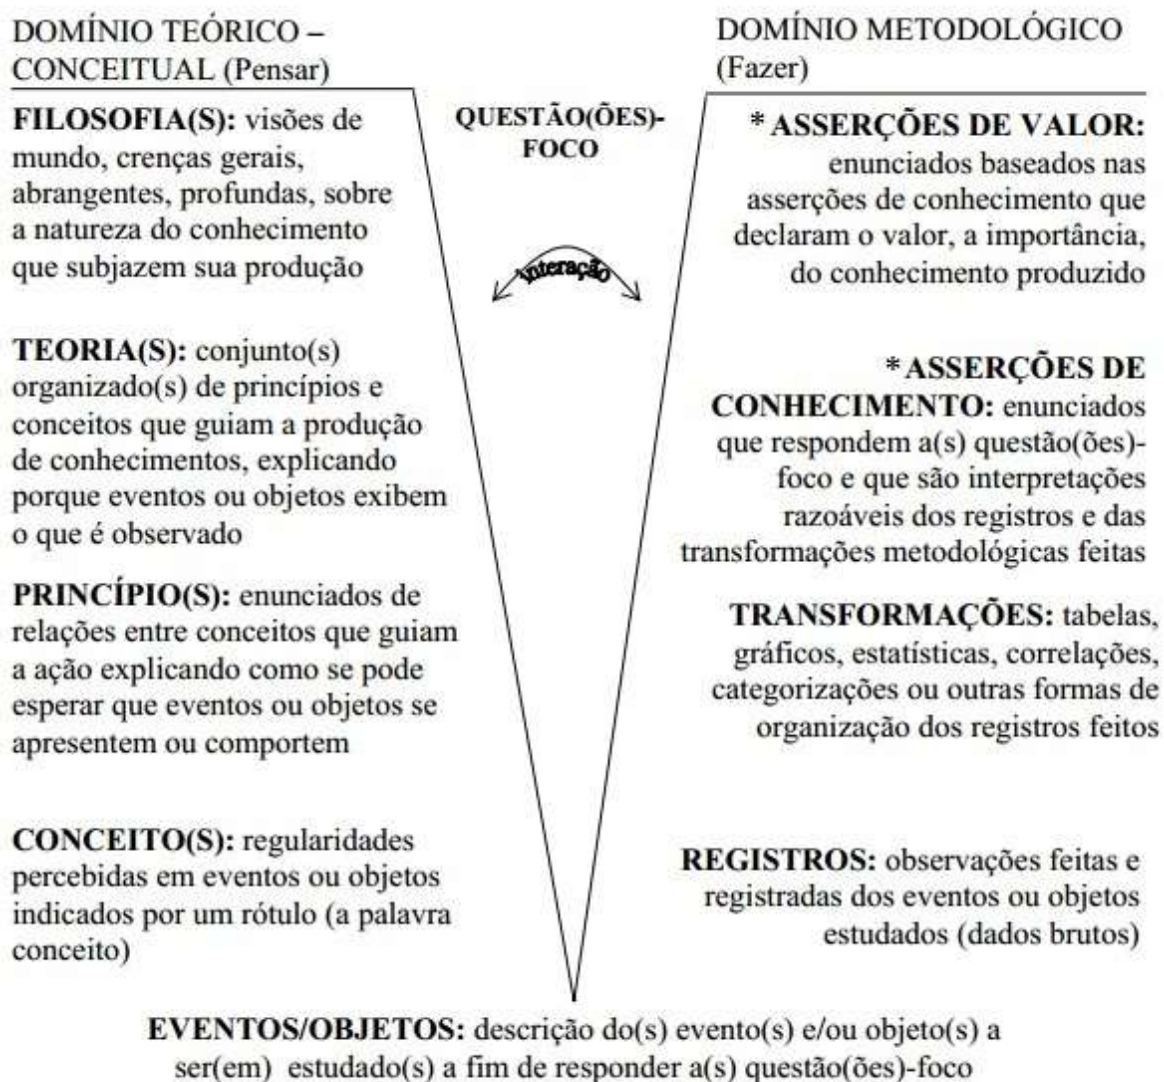 DOMÍNIO TEÓRICO –
CONCEITUAL (Pensar)
FILOSOFIA(S): visões de
mundo, crenças gerais,
abrangentes, profundas, sobre
a natureza do conhecimento
que subjazem sua produção
TEORIA(S): conjunto(s)
organizado(s) de princípios e
conceitos que guiam a produção
de conhecimentos, explicando
porque eventos ou objetos exibem
o que é observado
PRINCÍPIO(S): enunciados de
relações entre conceitos que guiam
a ação explicando como se pode
esperar que eventos ou objetos se
apresentem ou comportem
CONCEITO(S): regularidades
percebidas em eventos ou objetos
indicados por um rótulo (a palavra
conceito)
QUESTÃO(ÕES)-
FOCO
interação
DOMÍNIO METODOLÓGICO
(Fazer)
* ASSERÇÕES DE VALOR:
enunciados baseados nas
asserções de conhecimento que
declaram o valor, a importância,
do conhecimento produzido
* ASSERÇÕES DE
CONHECIMENTO: enunciados
que respondem a(s) questão(ões)-
foco e que são interpretações
razoáveis dos registros e das
transformações metodológicas feitas
TRANSFORMAÇÕES: tabelas,
gráficos, estatísticas, correlações,
categorizações ou outras formas de
organização dos registros feitos
REGISTROS: observações feitas e
registradas dos eventos ou objetos
estudados (dados brutos)
EVENTOS/OBJETOS: descrição do(s) evento(s) e/ou objeto(s) a
ser(em) estudado(s) a fim de responder a(s) questão(ões)-foco